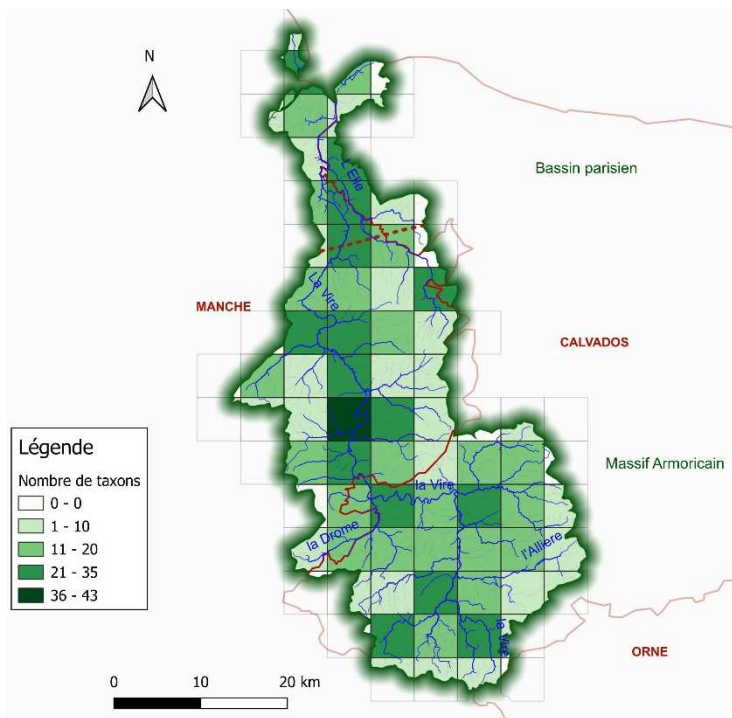 N
Bassin parisien
L'Elle
La Vire
MANCHE
CALVADOS
Massif Armoricain
la Vire
la Drome
l'Allière
la Vire
ORNE
Légende
Nombre de taxons
0 - 0
1 - 10
11 - 20
21 - 35
36 - 43
0 10 20 km